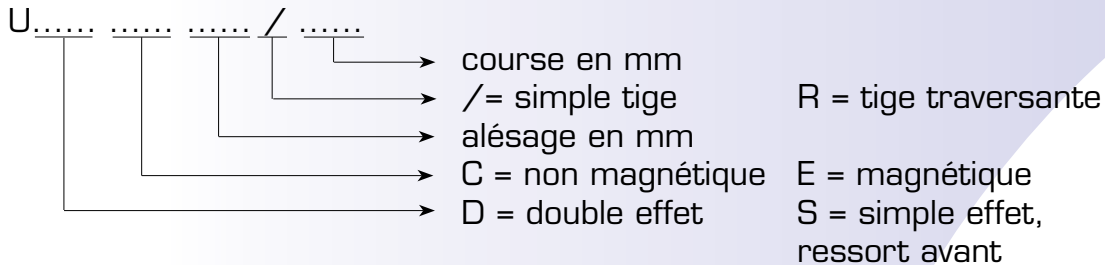 U...... ...... ...... / ......
course en mm
/= simple tige R = tige traversante
alésage en mm
C = non magnétique E = magnétique
D = double effet S = simple effet,
ressort avant